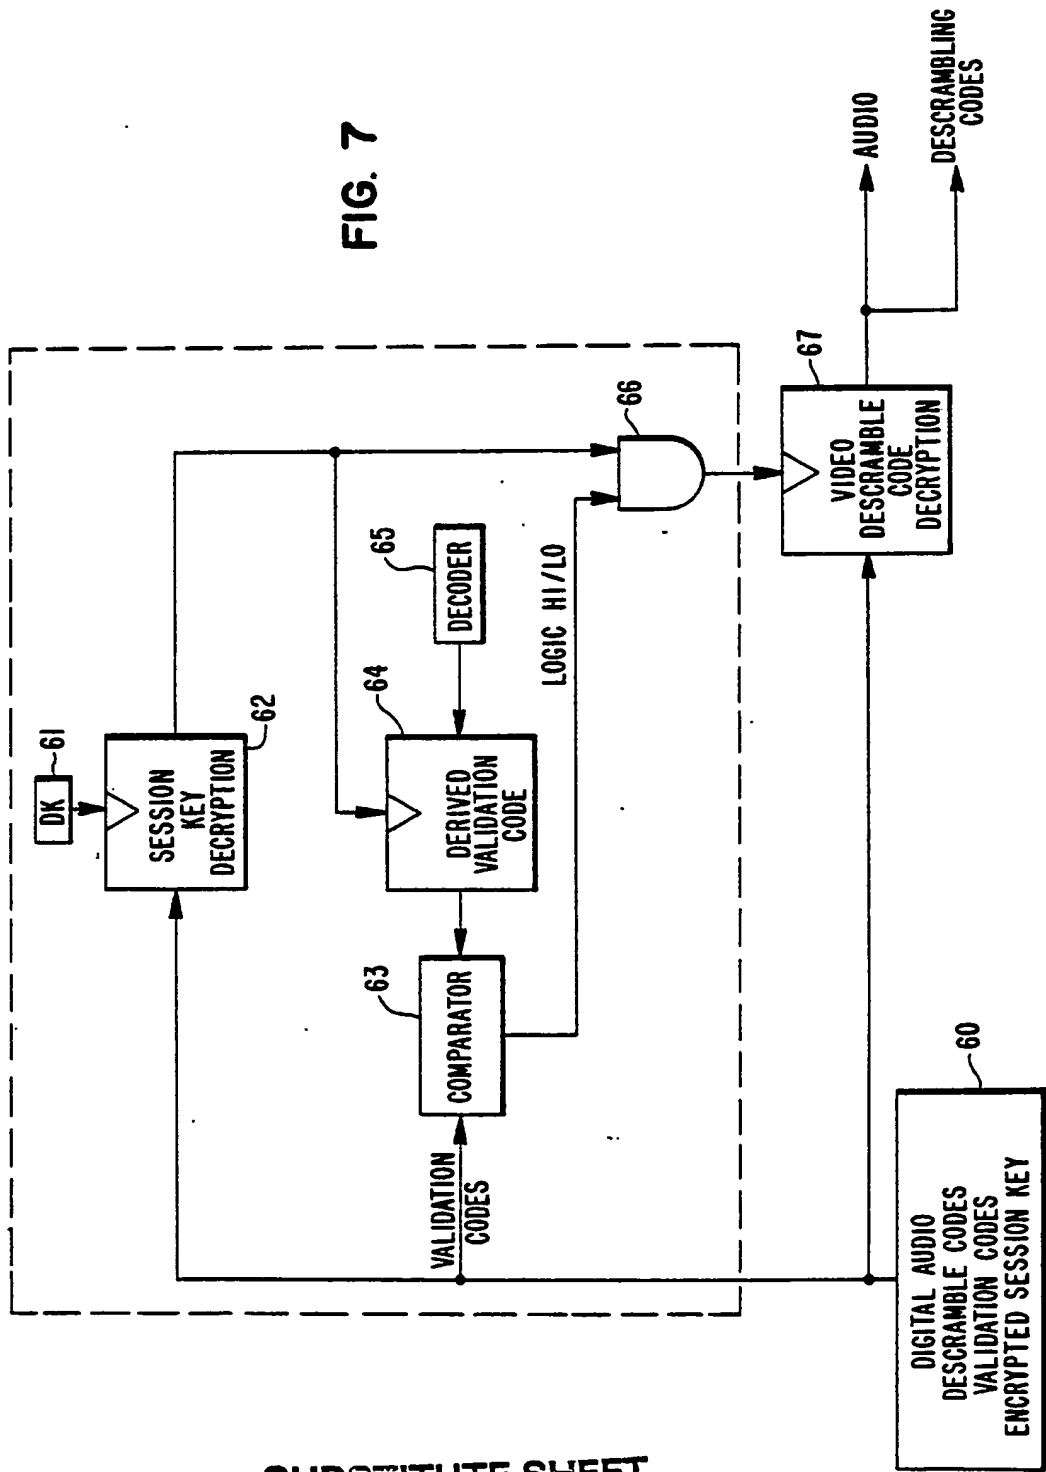 FIG. 7
DK
61
SESSION
KEY
DECRYPTION
62
DECODER
65
DERIVED
VALIDATION
CODE
64
COMPARATOR
63
VALIDATION
CODES
LOGIC HI/LO
66
VIDEO
DESCRAMBLE
CODE
DECRYPTION
67
AUDIO
DESCRAMBLING
CODES
DIGITAL AUDIO
DESCRAMBLE CODES
VALIDATION CODES
ENCRYPTED SESSION KEY
60
SUBSTITUTE SHEET